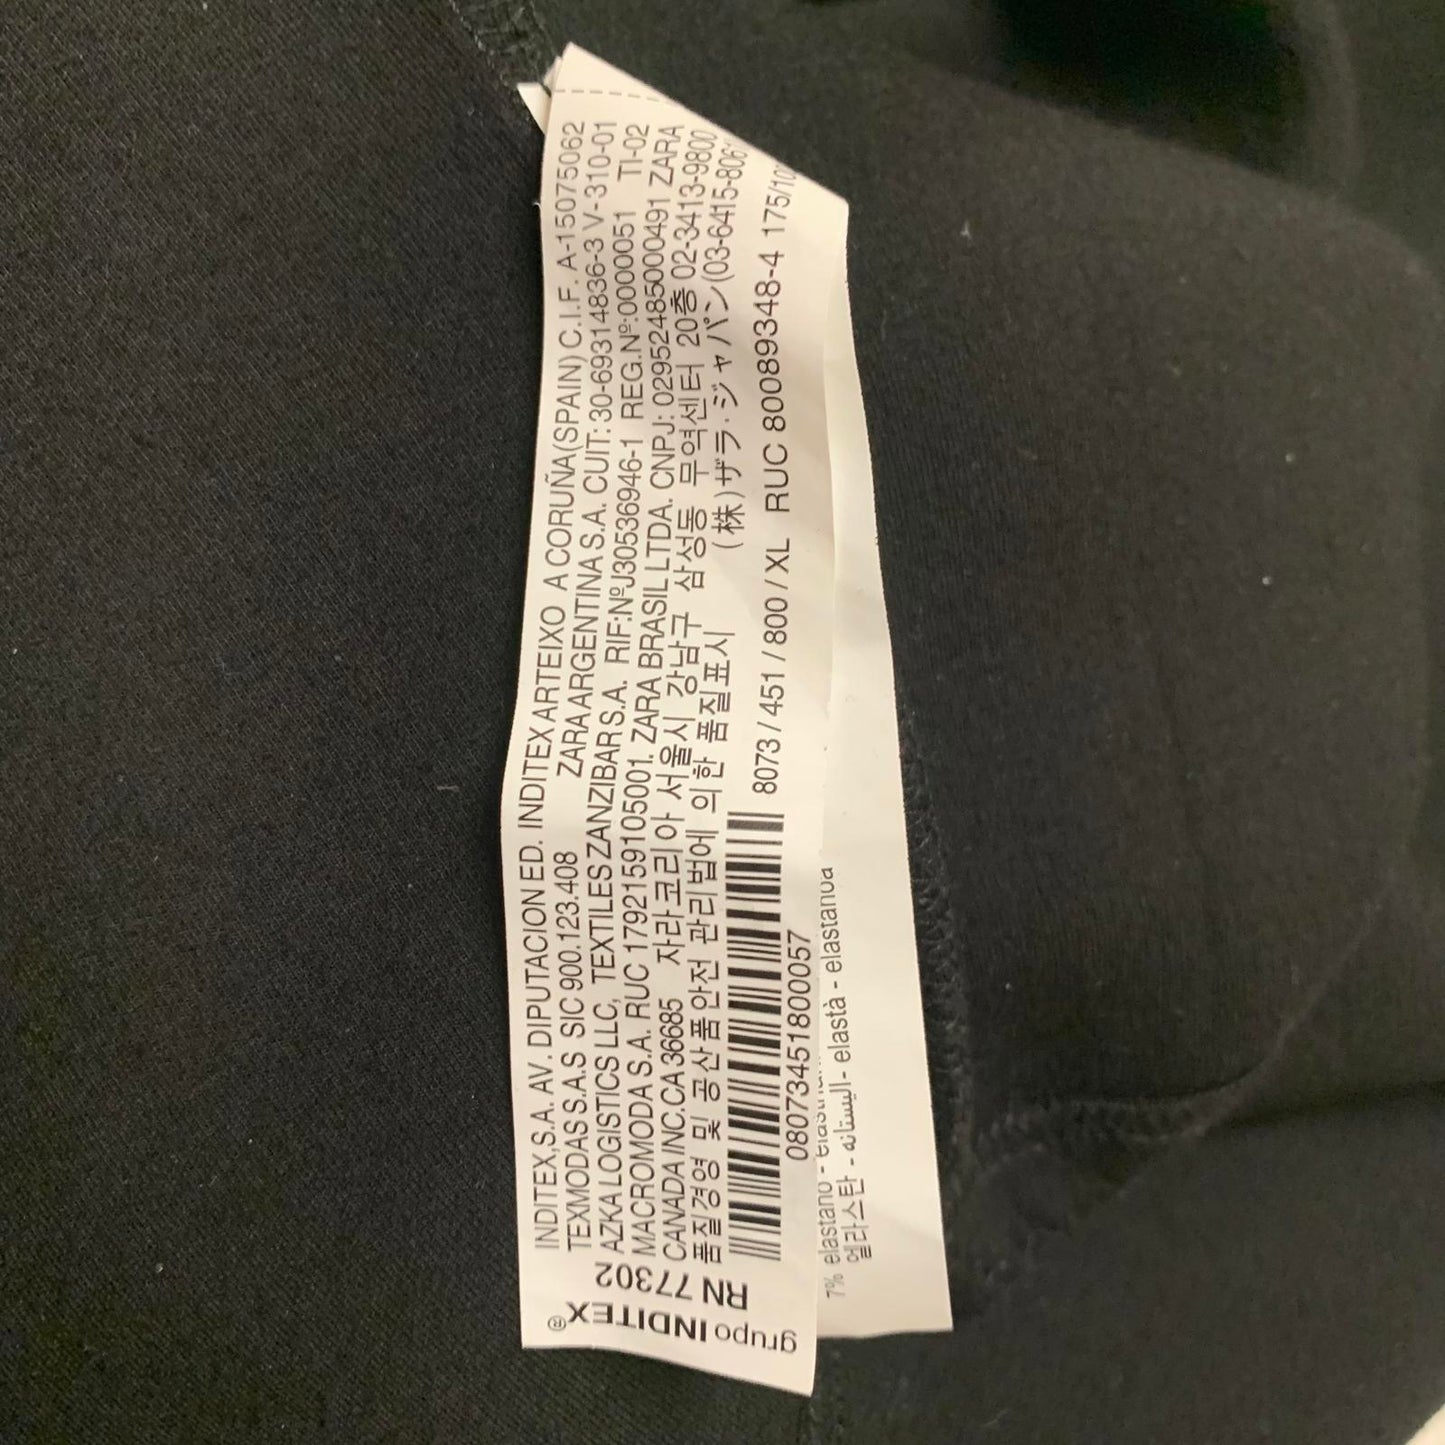 INDITEX,S.A. AV. DIPUTACION ED. INDITEX ARTEIXO A CORUÑA(SPAIN) C.I.F. A-15075062
TEXMODAS S.A.S SIC 900.123.408 ZARA ARGENTINA S.A. CUIT: 30-69314836-3 V-310-01
AZKA LOGISTICS LLC, TEXTILES ZANZIBAR S.A. RIF:NºJ30536946-1 REG.Nº:0000051 TI-02
MACROMODA S.A. RUC 1792159105001. ZARA BRASIL LTDA. CNPJ: 02952485000491 ZARA
CANADA INC.CA 36685 자라코리아 서울시 강남구 삼성동 무역센터 20층 02-3413-9800
품질경영 및 공산품안전 관리법에 의한 품질표시 (株)ザラ·ジャパン(03-6415-8061
8073 / 451 / 800 / XL RUC 80089348-4 175/10
08073451800057
RN 77302
grupo INDITEX®
7% elastano -
엘라스탄 - اليستانه - elastà - elastanoa